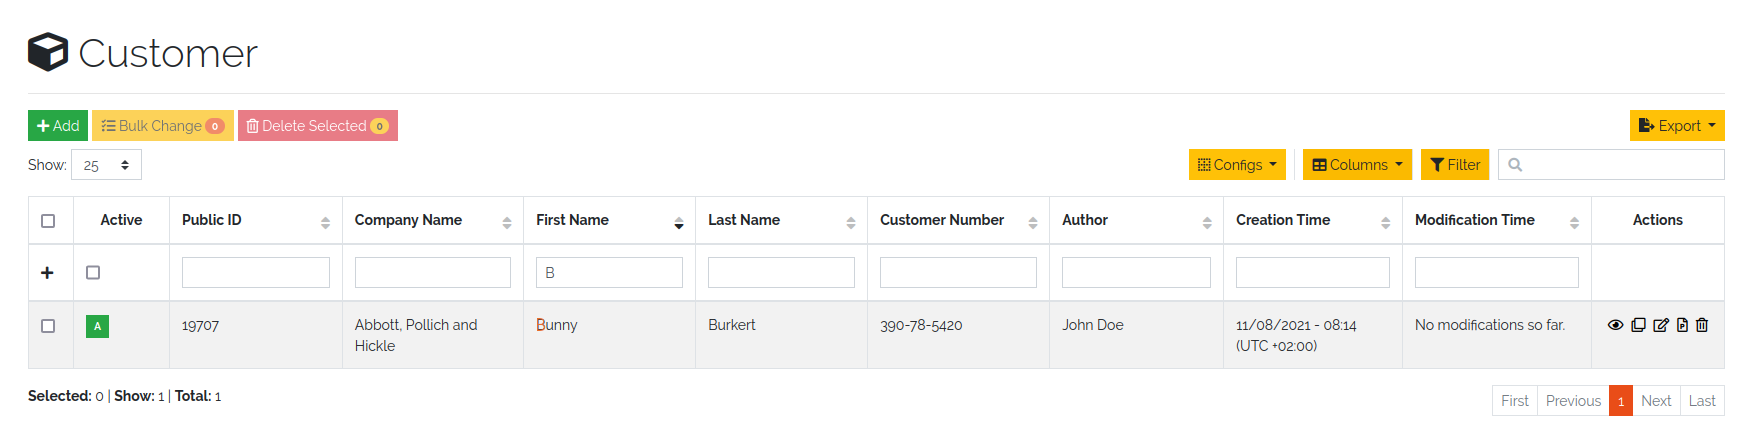 Customer
Add Bulk Change 0 Delete Selected 0 Export
Show: 25 Configs Columns Filter
Active Public ID Company Name First Name Last Name Customer Number Author Creation Time Modification Time Actions
B
A 19707 Abbott, Pollich and Bunny Burkert 390-78-5420 John Doe 11/08/2021 - 08:14 No modifications so far.
Hickle (UTC +02:00)
Selected: 0 | Show: 1 | Total: 1
First Previous 1 Next Last